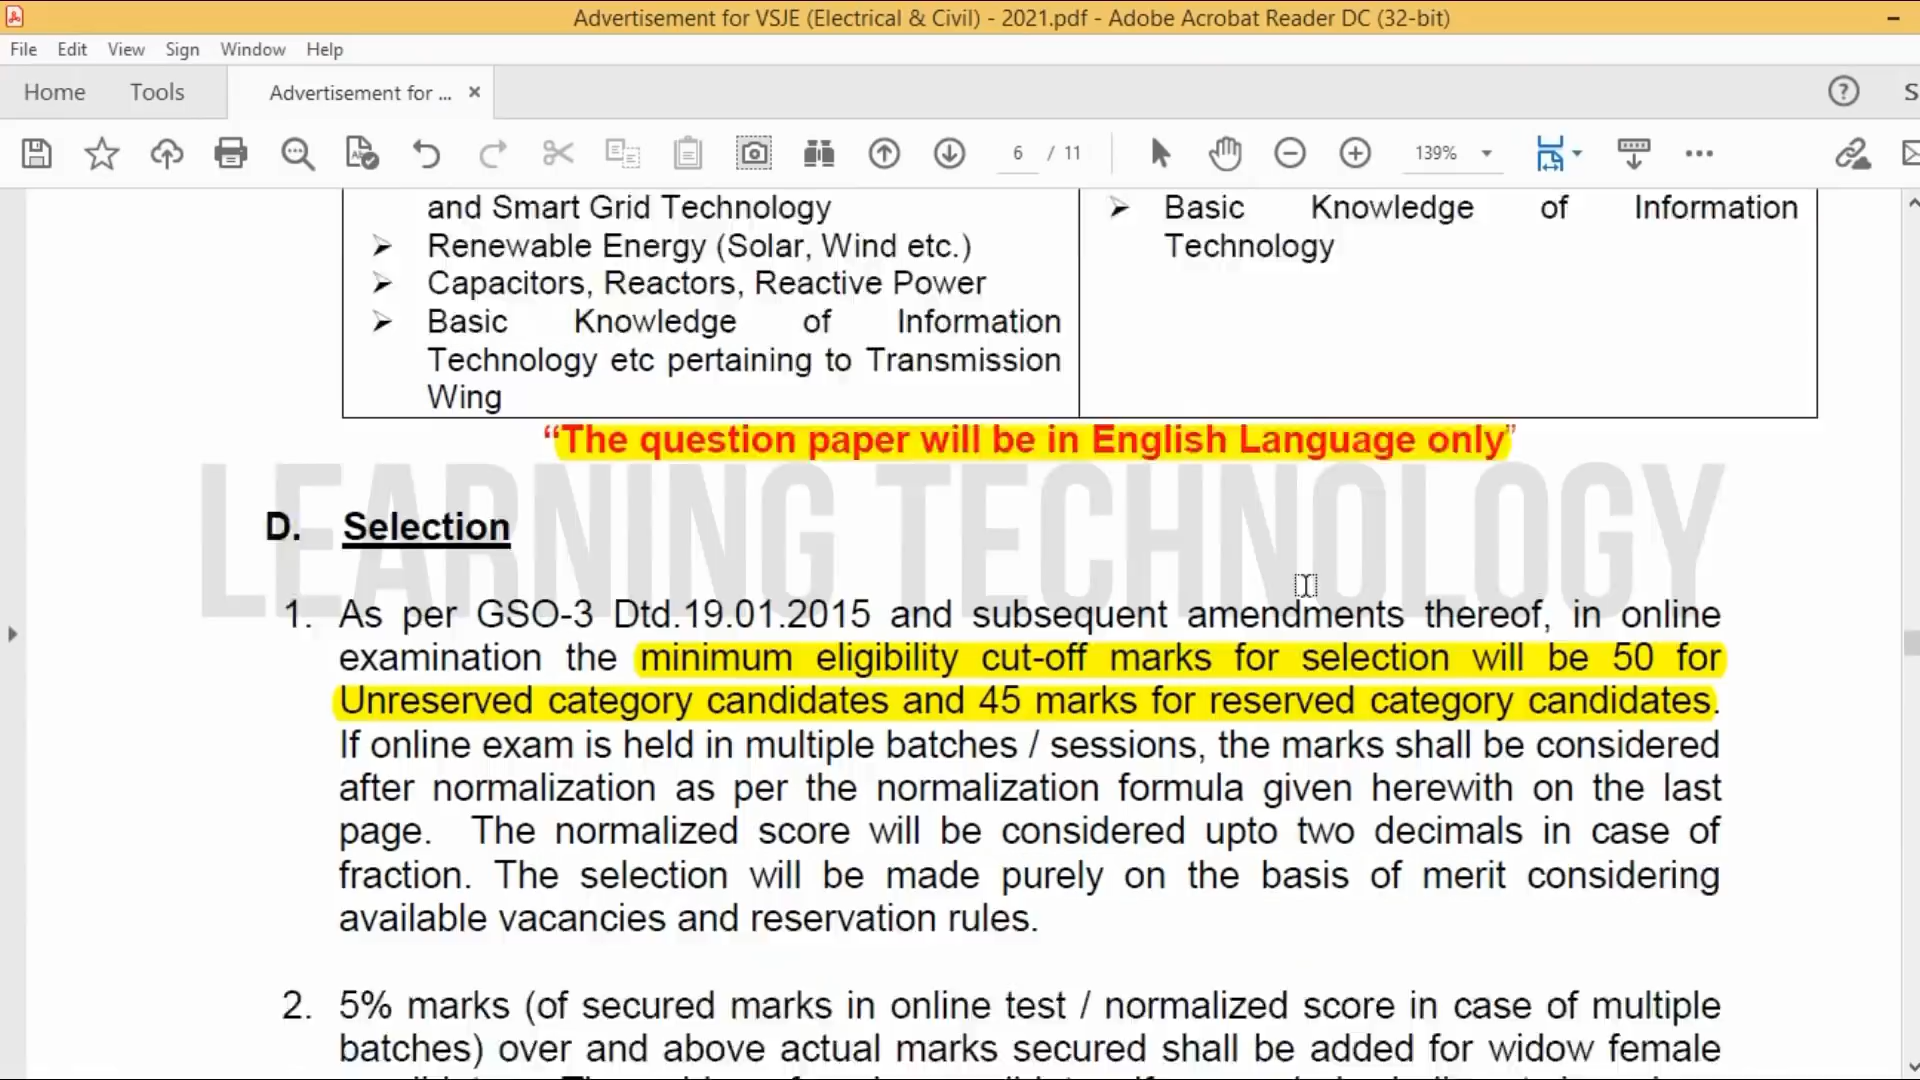 Advertisement for VSJE (Electrical & Civil) - 2021.pdf - Adobe Acrobat Reader DC (32-bit)
File Edit View Sign Window Help
Home Tools Advertisement for ... × ? S
6 / 11 139%
and Smart Grid Technology
➢ Renewable Energy (Solar, Wind etc.)
➢ Capacitors, Reactors, Reactive Power
➢ Basic Knowledge of Information
Technology etc pertaining to Transmission
Wing
➢ Basic Knowledge of Information
Technology
“The question paper will be in English Language only”
LEARNING TECHNOLOGY
D. Selection
1. As per GSO-3 Dtd.19.01.2015 and subsequent amendments thereof, in online
examination the minimum eligibility cut-off marks for selection will be 50 for
Unreserved category candidates and 45 marks for reserved category candidates.
If online exam is held in multiple batches / sessions, the marks shall be considered
after normalization as per the normalization formula given herewith on the last
page. The normalized score will be considered upto two decimals in case of
fraction. The selection will be made purely on the basis of merit considering
available vacancies and reservation rules.
2. 5% marks (of secured marks in online test / normalized score in case of multiple
batches) over and above actual marks secured shall be added for widow female